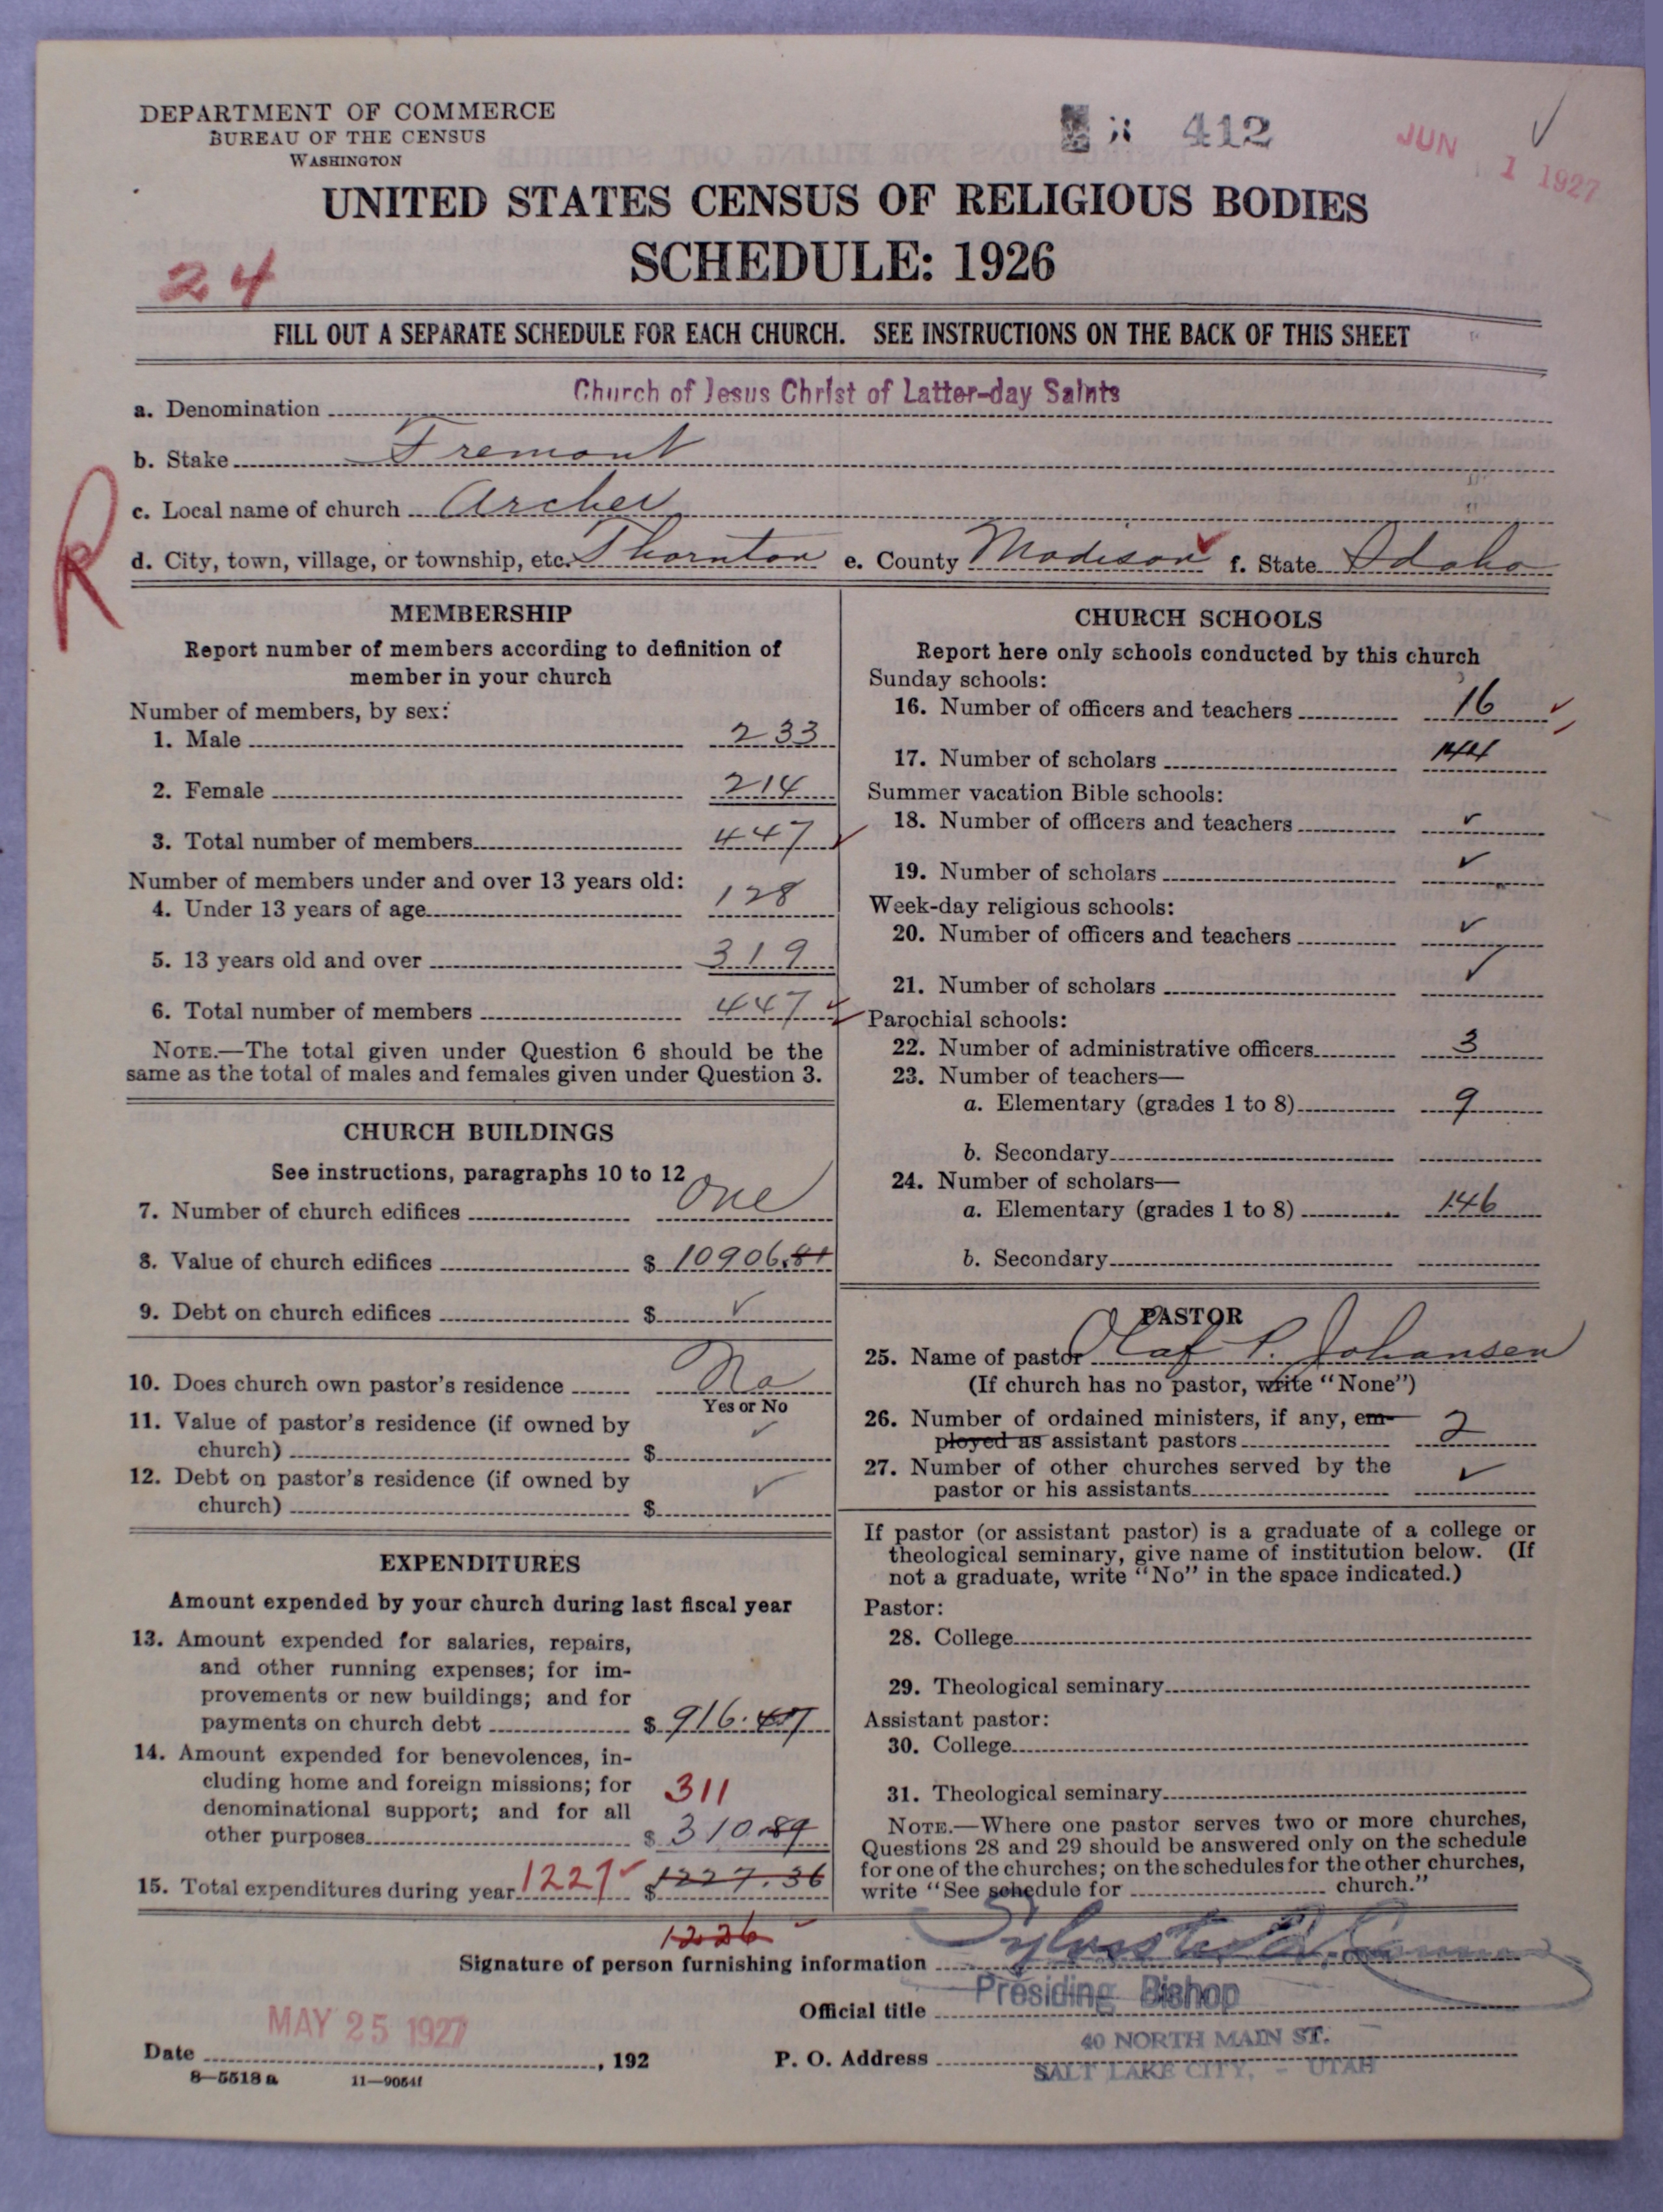 DEPARTMENT OF COMMERCE
BUREAU OF THE CENSUS
WASHINGTON
412
JUN 1 1927
UNITED STATES CENSUS OF RELIGIOUS BODIES
SCHEDULE: 1926
24
FILL OUT A SEPARATE SCHEDULE FOR EACH CHURCH. SEE INSTRUCTIONS ON THE BACK OF THIS SHEET
a. Denomination Church of Jesus Christ of Latter-day Saints
b. Stake Fremont
c. Local name of church Archer
R
d. City, town, village, or township, etc. Thornton e. County Madison f. State Idaho
MEMBERSHIP
Report number of members according to definition of
member in your church
Number of members, by sex:
1. Male 233
2. Female 214
3. Total number of members 447
Number of members under and over 13 years old:
4. Under 13 years of age 128
5. 13 years old and over 319
6. Total number of members 447
NOTE.—The total given under Question 6 should be the
same as the total of males and females given under Question 3.
CHURCH BUILDINGS
See instructions, paragraphs 10 to 12
7. Number of church edifices One
8. Value of church edifices $ 10906.81
9. Debt on church edifices $ ✓
10. Does church own pastor's residence No
Yes or No
11. Value of pastor's residence (if owned by
church) $ ✓
12. Debt on pastor's residence (if owned by
church) $ ✓
EXPENDITURES
Amount expended by your church during last fiscal year
13. Amount expended for salaries, repairs,
and other running expenses; for im-
provements or new buildings; and for
payments on church debt $ 916.47
14. Amount expended for benevolences, in-
cluding home and foreign missions; for 311
denominational support; and for all
other purposes $ 310.89
15. Total expenditures during year 1227 $ 1227.36
1226
CHURCH SCHOOLS
Report here only schools conducted by this church
Sunday schools:
16. Number of officers and teachers 16
17. Number of scholars 144
Summer vacation Bible schools:
18. Number of officers and teachers ✓
19. Number of scholars ✓
Week-day religious schools:
20. Number of officers and teachers ✓
21. Number of scholars ✓
Parochial schools:
22. Number of administrative officers 3
23. Number of teachers—
a. Elementary (grades 1 to 8) 9
b. Secondary
24. Number of scholars—
a. Elementary (grades 1 to 8) 146
b. Secondary
PASTOR
25. Name of pastor Olaf P. Johansen
(If church has no pastor, write "None")
26. Number of ordained ministers, if any, em-
ployed as assistant pastors 2
27. Number of other churches served by the
pastor or his assistants ✓
If pastor (or assistant pastor) is a graduate of a college or
theological seminary, give name of institution below. (If
not a graduate, write "No" in the space indicated.)
Pastor:
28. College
29. Theological seminary
Assistant pastor:
30. College
31. Theological seminary
NOTE.—Where one pastor serves two or more churches,
Questions 28 and 29 should be answered only on the schedule
for one of the churches; on the schedules for the other churches,
write "See schedule for church."
Signature of person furnishing information Sylvester Q. Cannon
Official title Presiding Bishop
MAY 25 1927
Date , 192
P. O. Address 40 NORTH MAIN ST.
SALT LAKE CITY, - UTAH
8—5518 a 11—9054f